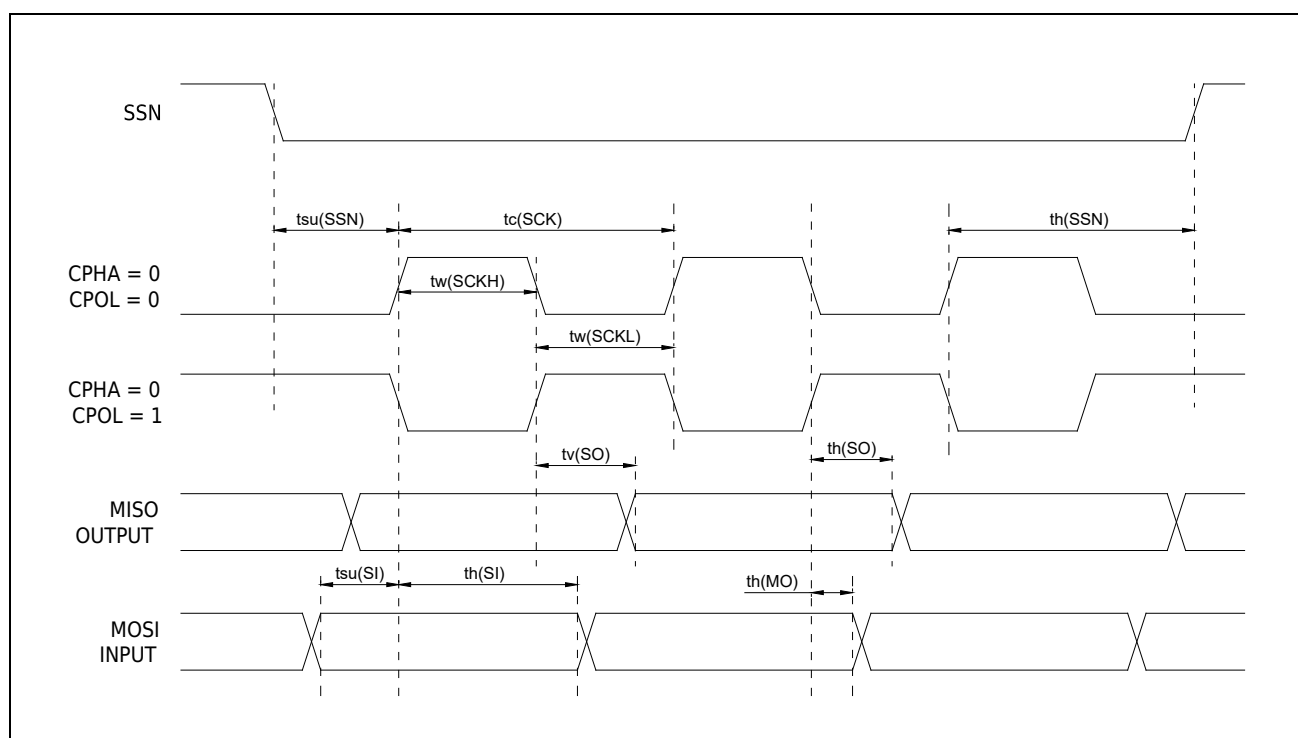 SSN
tsu(SSN)
tc(SCK)
th(SSN)
CPHA = 0
CPOL = 0
tw(SCKH)
tw(SCKL)
CPHA = 0
CPOL = 1
tv(SO)
th(SO)
MISO
OUTPUT
tsu(SI)
th(SI)
th(MO)
MOSI
INPUT